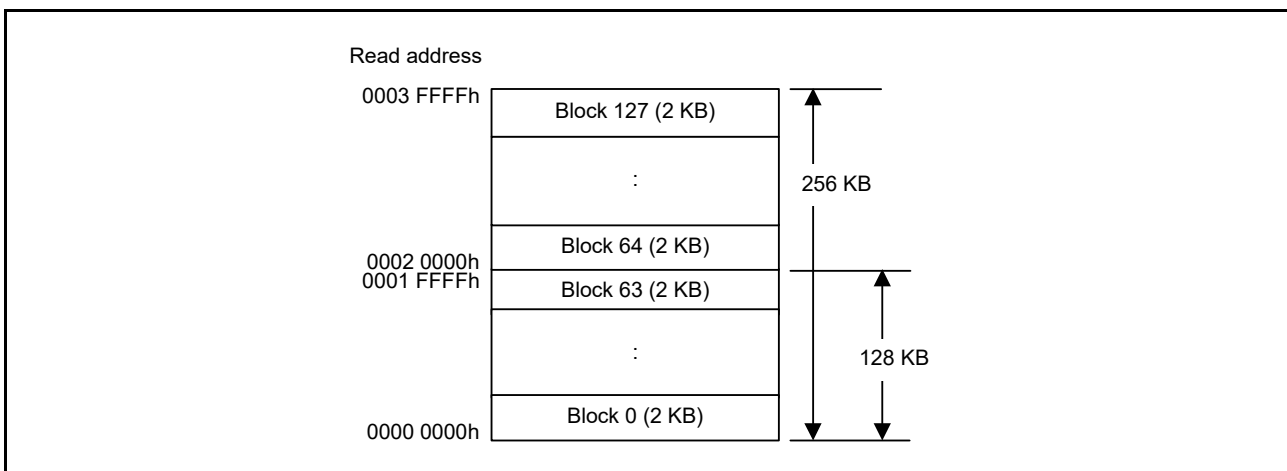 Read address
0003 FFFFh
Block 127 (2 KB)
:
256 KB
Block 64 (2 KB)
0002 0000h
0001 FFFFh
Block 63 (2 KB)
:
128 KB
Block 0 (2 KB)
0000 0000h